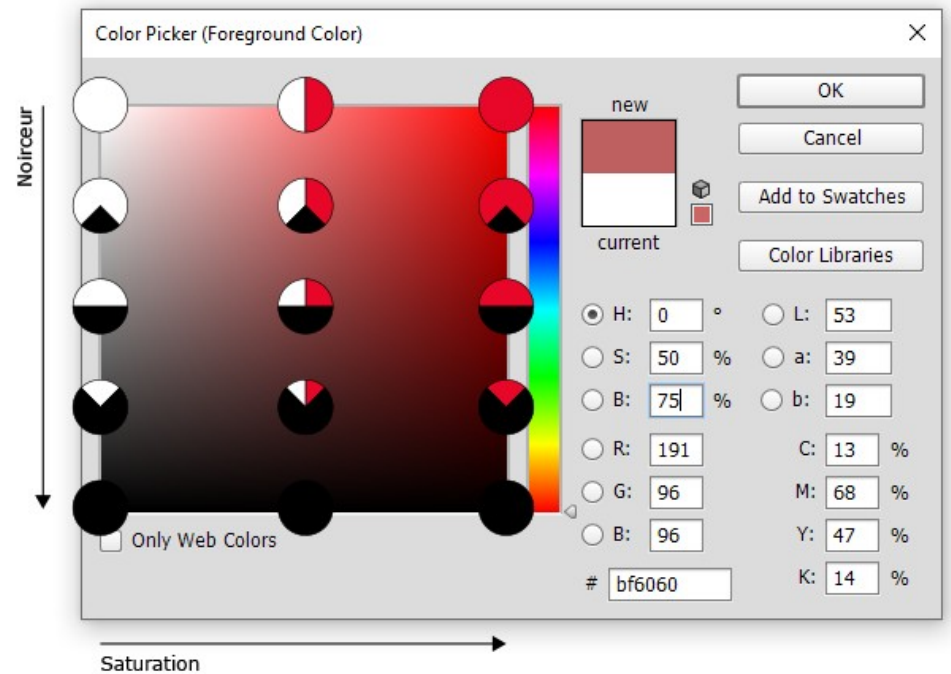 Color Picker (Foreground Color)
Noirceur
new
current
OK
Cancel
Add to Swatches
Color Libraries
H: 0 °
S: 50 %
B: 75 %
R: 191
G: 96
B: 96
# bf6060
L: 53
a: 39
b: 19
C: 13 %
M: 68 %
Y: 47 %
K: 14 %
Only Web Colors
Saturation